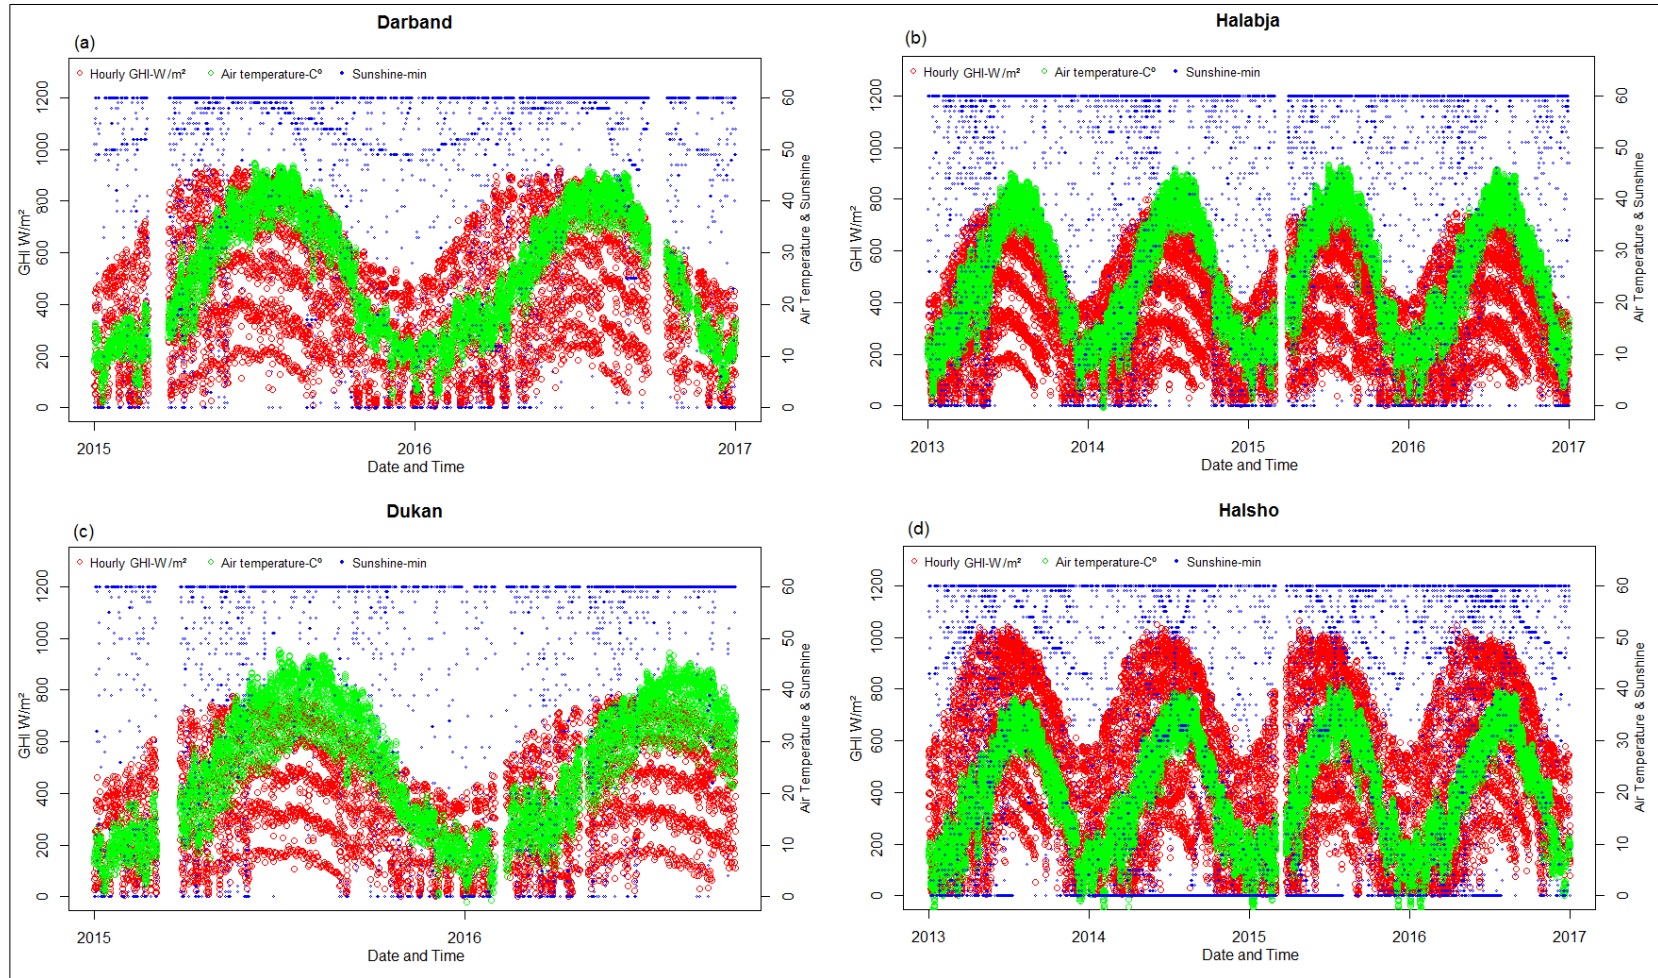 Darband
(a)
Hourly GHI-W/m² Air temperature-Cº Sunshine-min
GHI W/m²
0 200 400 600 800 1000 1200
0 10 20 30 40 50 60
Air Temperature & Sunshine
2015 2016 2017
Date and Time
Halabja
(b)
Hourly GHI-W/m² Air temperature-Cº Sunshine-min
GHI W/m²
0 200 400 600 800 1000 1200
0 10 20 30 40 50 60
Air Temperature & Sunshine
2013 2014 2015 2016 2017
Date and Time
Dukan
(c)
Hourly GHI-W/m² Air temperature-Cº Sunshine-min
GHI W/m²
0 200 400 600 800 1000 1200
0 10 20 30 40 50 60
Air Temperature & Sunshine
2015 2016
Date and Time
Halsho
(d)
Hourly GHI-W/m² Air temperature-Cº Sunshine-min
GHI W/m²
0 200 400 600 800 1000 1200
0 10 20 30 40 50 60
Air Temperature & Sunshine
2013 2014 2015 2016 2017
Date and Time